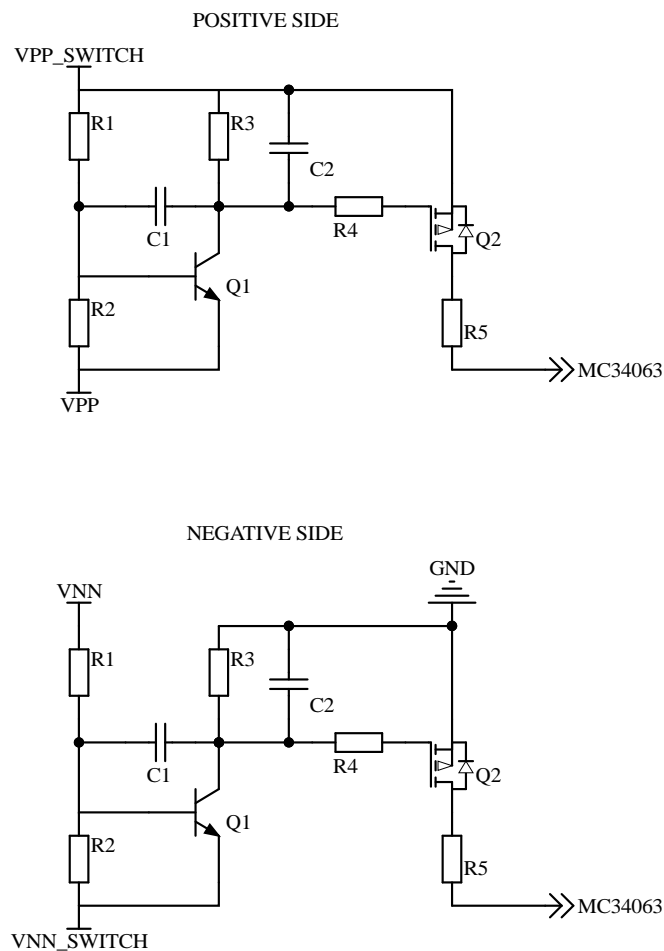 POSITIVE SIDE
VPP_SWITCH
R1
R3
C2
C1
R4
Q2
Q1
R2
R5
MC34063
VPP
NEGATIVE SIDE
GND
VNN
R1
R3
C2
C1
R4
Q2
Q1
R2
R5
MC34063
VNN_SWITCH